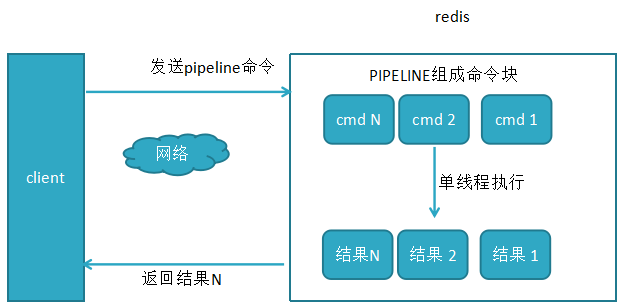 redis
发送pipeline命令
PIPELINE组成命令块
cmd N
cmd 2
cmd 1
网络
client
单线程执行
结果N
结果 2
结果 1
返回结果N